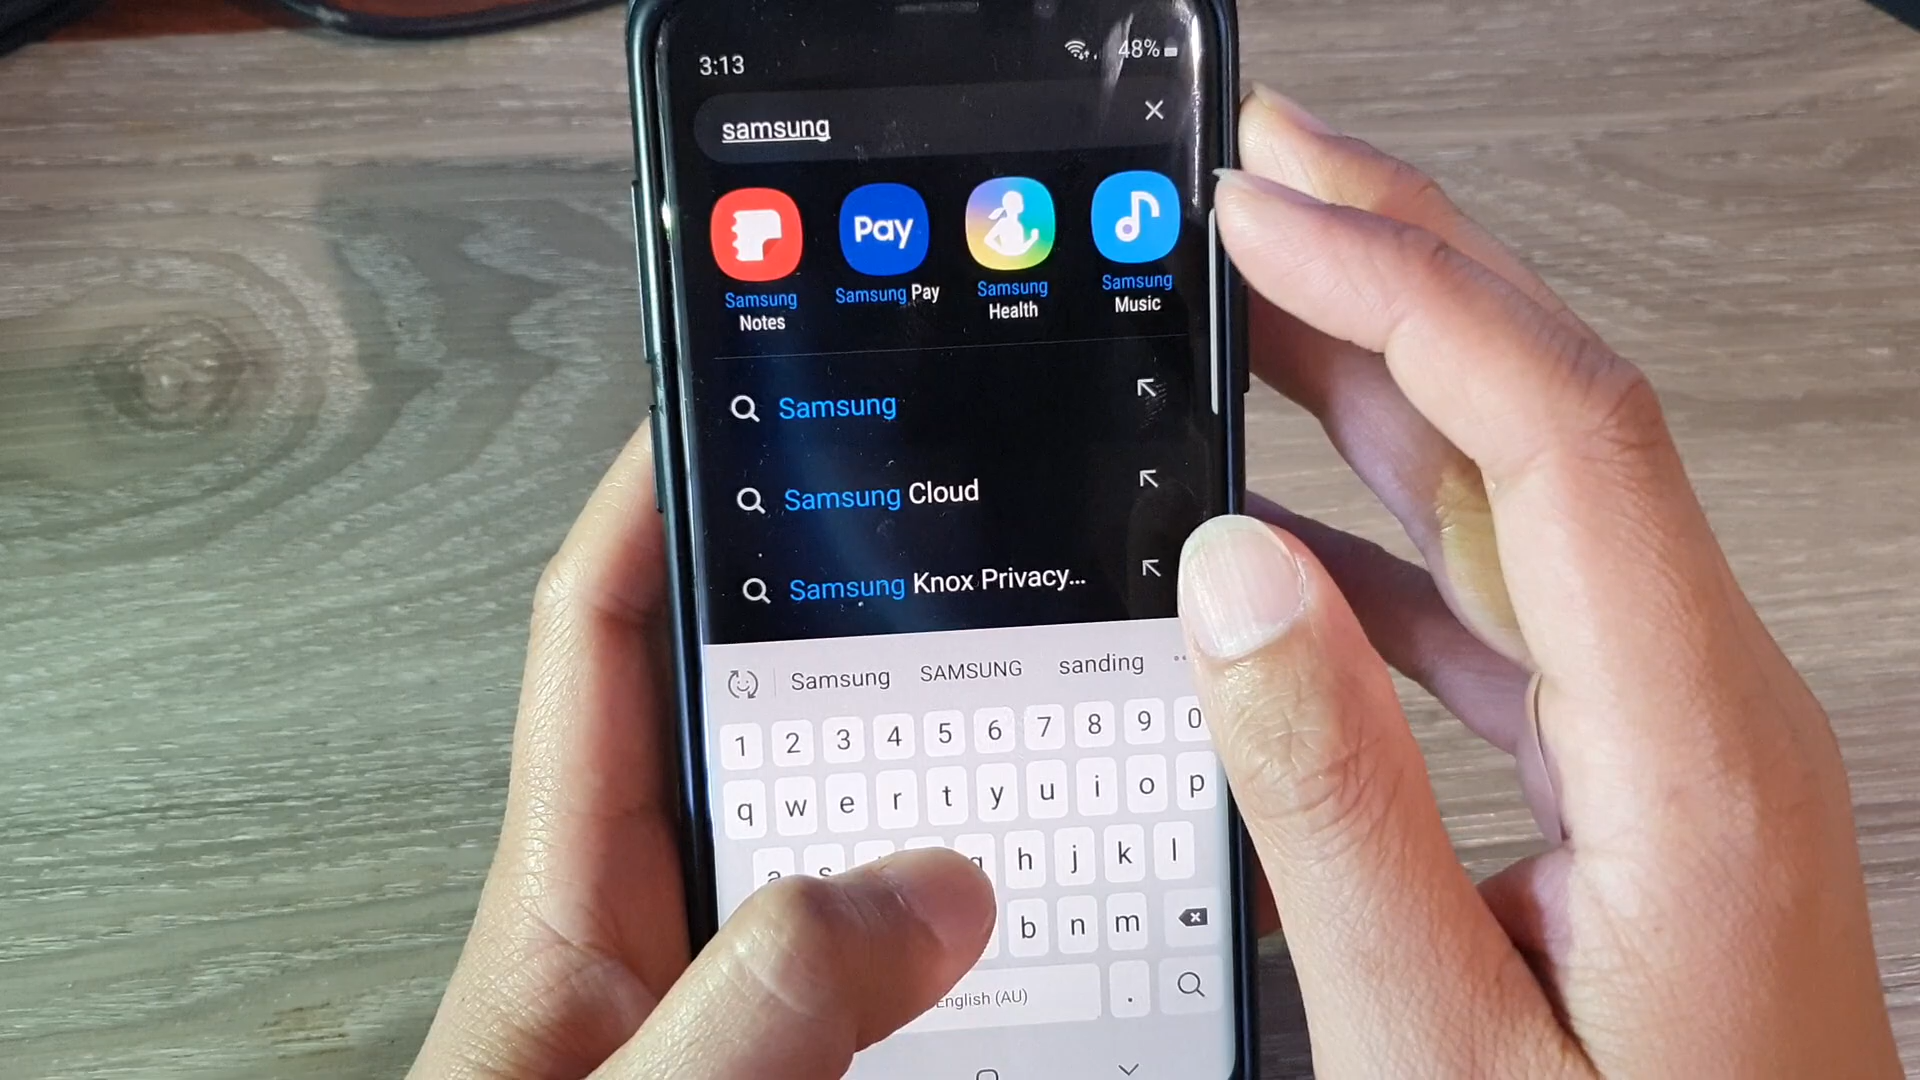 3:13
48%
samsung
Pay
Samsung Notes
Samsung Pay
Samsung Health
Samsung Music
Samsung
Samsung Cloud
Samsung Knox Privacy...
Samsung SAMSUNG sanding
1 2 3 4 5 6 7 8 9 0
q w e r t y u i o p
a s g h j k l
b n m
English (AU) .